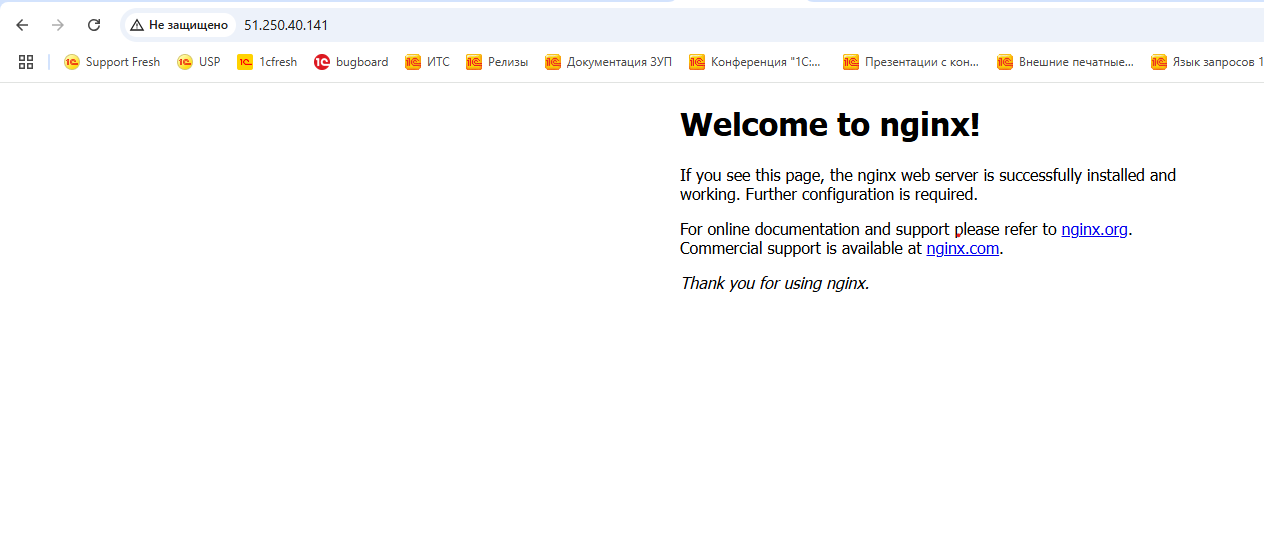 Не защищено 51.250.40.141
Support Fresh USP 1cfresh bugboard ИТС Релизы Документация ЗУП Конференция "1С:... Презентации с кон... Внешние печатные... Язык запросов 1
Welcome to nginx!
If you see this page, the nginx web server is successfully installed and
working. Further configuration is required.
For online documentation and support please refer to nginx.org.
Commercial support is available at nginx.com.
Thank you for using nginx.